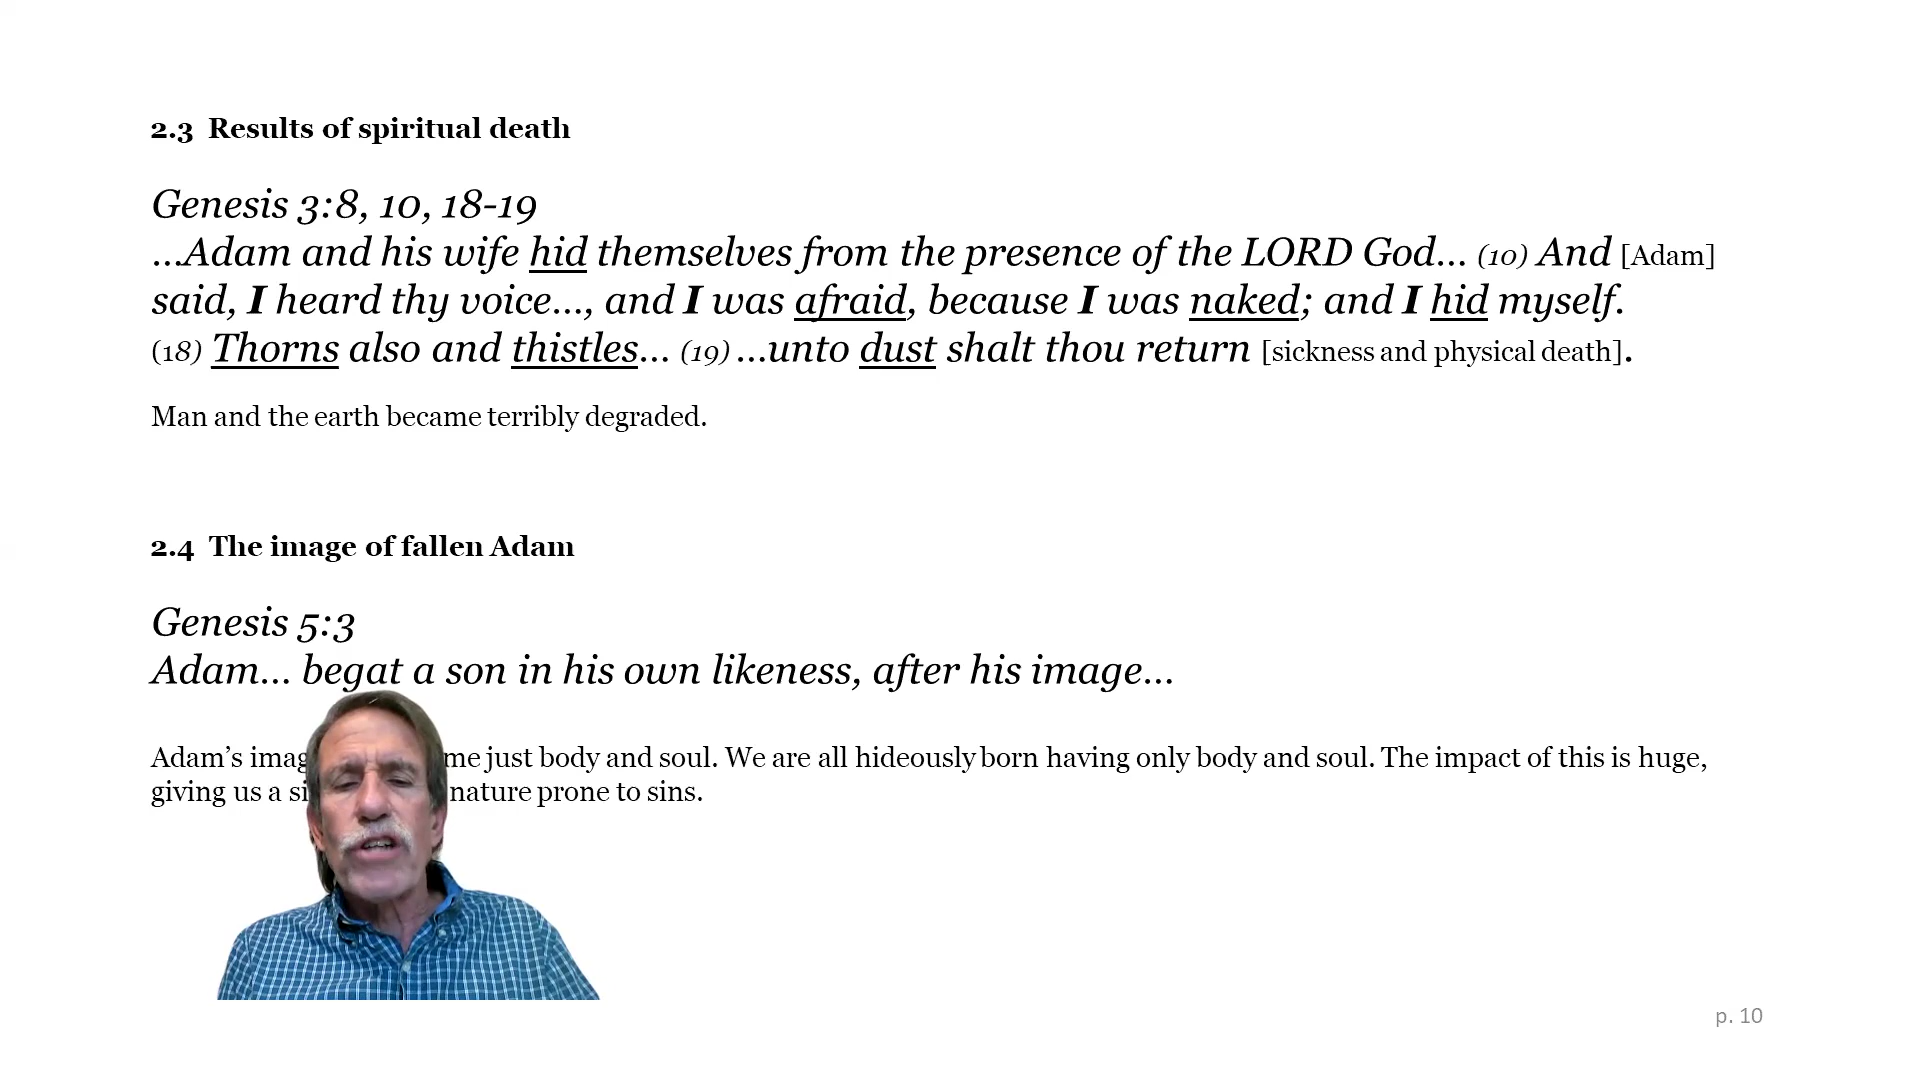 2.3 Results of spiritual death
Genesis 3:8, 10, 18-19
...Adam and his wife hid themselves from the presence of the LORD God... (10) And [Adam]
said, I heard thy voice..., and I was afraid, because I was naked; and I hid myself.
(18) Thorns also and thistles... (19) ...unto dust shalt thou return [sickness and physical death].
Man and the earth became terribly degraded.
2.4 The image of fallen Adam
Genesis 5:3
Adam... begat a son in his own likeness, after his image...
Adam’s just body and soul. We are all hideously born having only body and soul. The impact of this is huge,
giving us a nature prone to sins.
p. 10